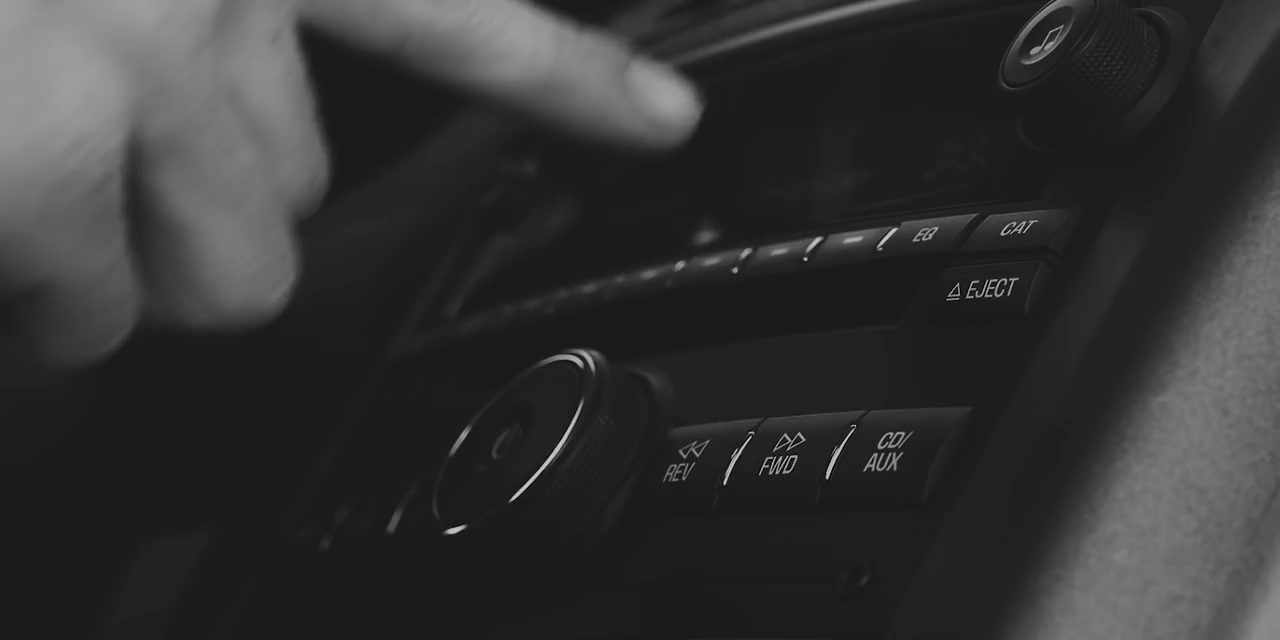 EQ
CAT
EJECT
REV
FWD
CD/
AUX